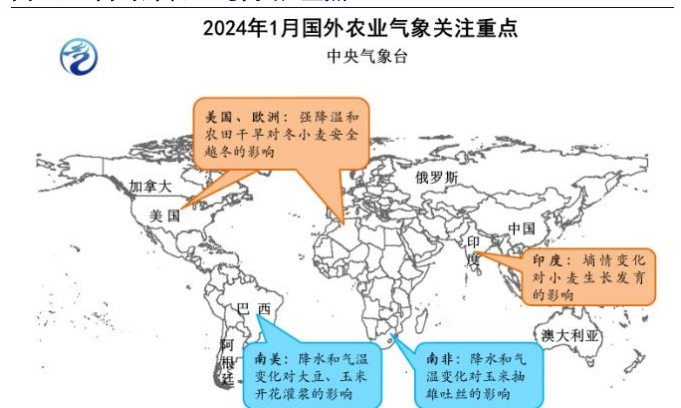 2024年1月国外农业气象关注重点
中央气象台
美国、欧洲：强降温和
农田干旱对冬小麦安全
越冬的影响
俄罗斯
加拿大
美国
中国
印度
印度：墒情变化
对小麦生长发育
的影响
巴西
澳大利亚
阿根廷
南美：降水和气温
变化对大豆、玉米
开花灌浆的影响
南非：降水和气
温变化对玉米抽
雄吐丝的影响